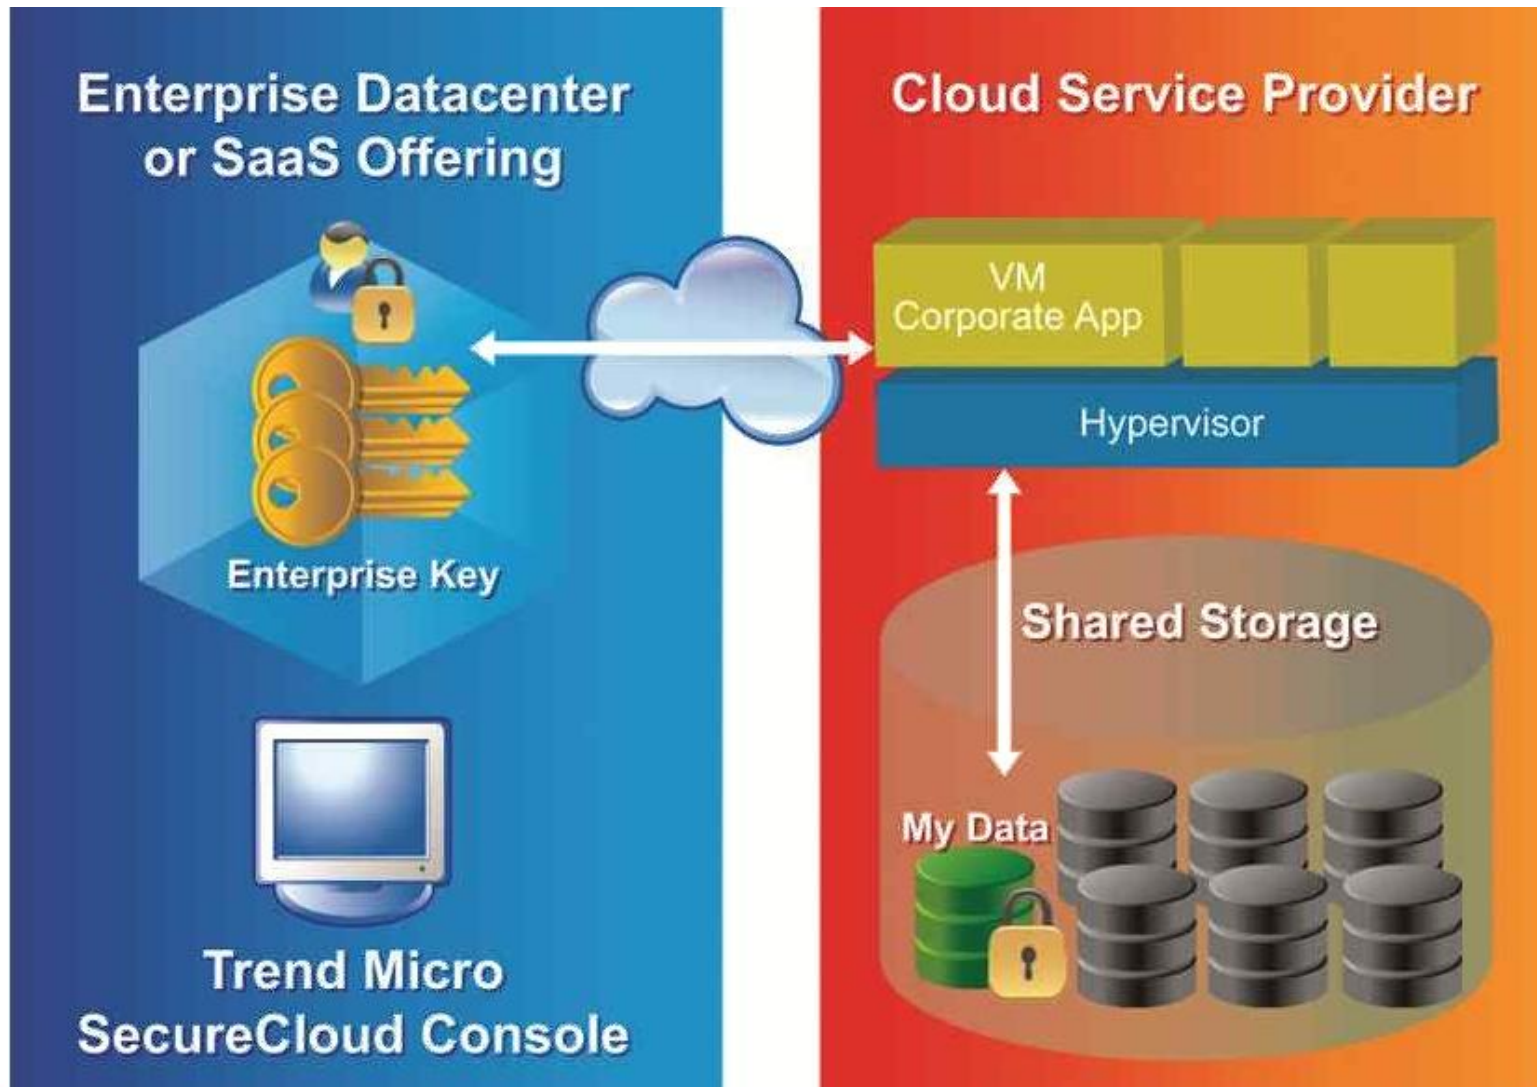 Enterprise Datacenter
or SaaS Offering
Enterprise Key
Trend Micro
SecureCloud Console
Cloud Service Provider
VM
Corporate App
Hypervisor
Shared Storage
My Data